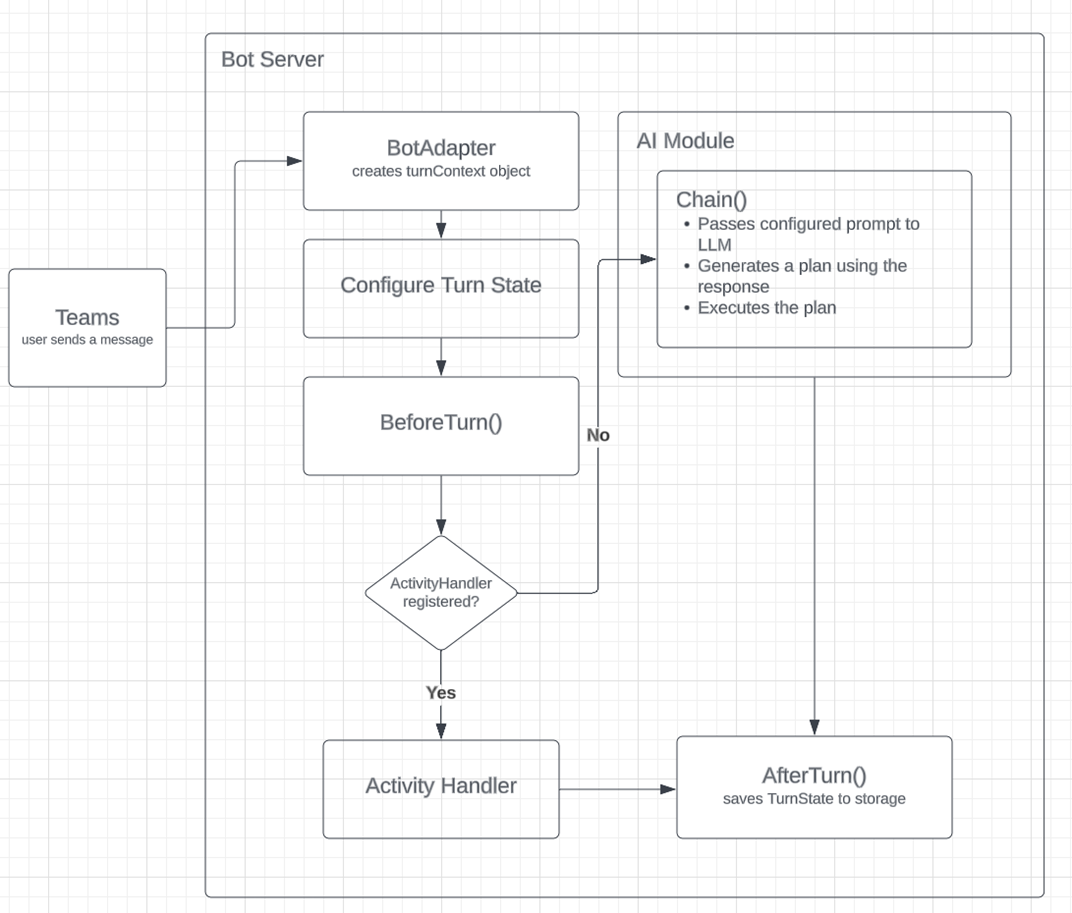 Bot Server
BotAdapter
creates turnContext object
AI Module
Chain()
• Passes configured prompt to
LLM
• Generates a plan using the
response
• Executes the plan
Configure Turn State
Teams
user sends a message
BeforeTurn()
No
ActivityHandler
registered?
Yes
Activity Handler
AfterTurn()
saves TurnState to storage